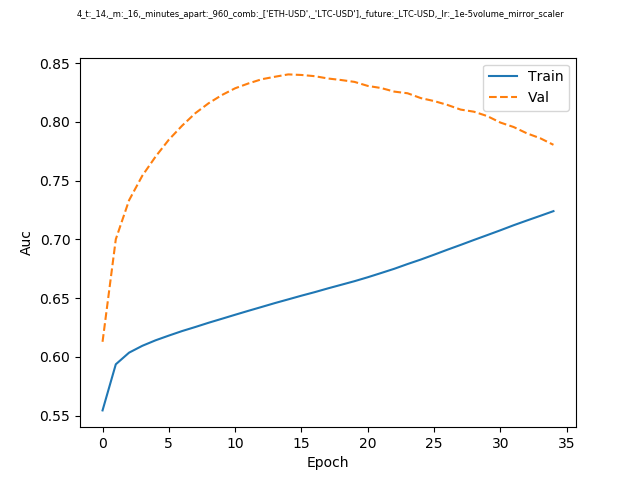 4_t:_14,_m:_16,_minutes_apart:_960_comb:_['ETH-USD',_'LTC-USD'],_future:_LTC-USD,_lr:_1e-5volume_mirror_scaler
0.85
0.80
0.75
0.70
0.65
0.60
0.55
Auc
Train
Val
0 5 10 15 20 25 30 35
Epoch